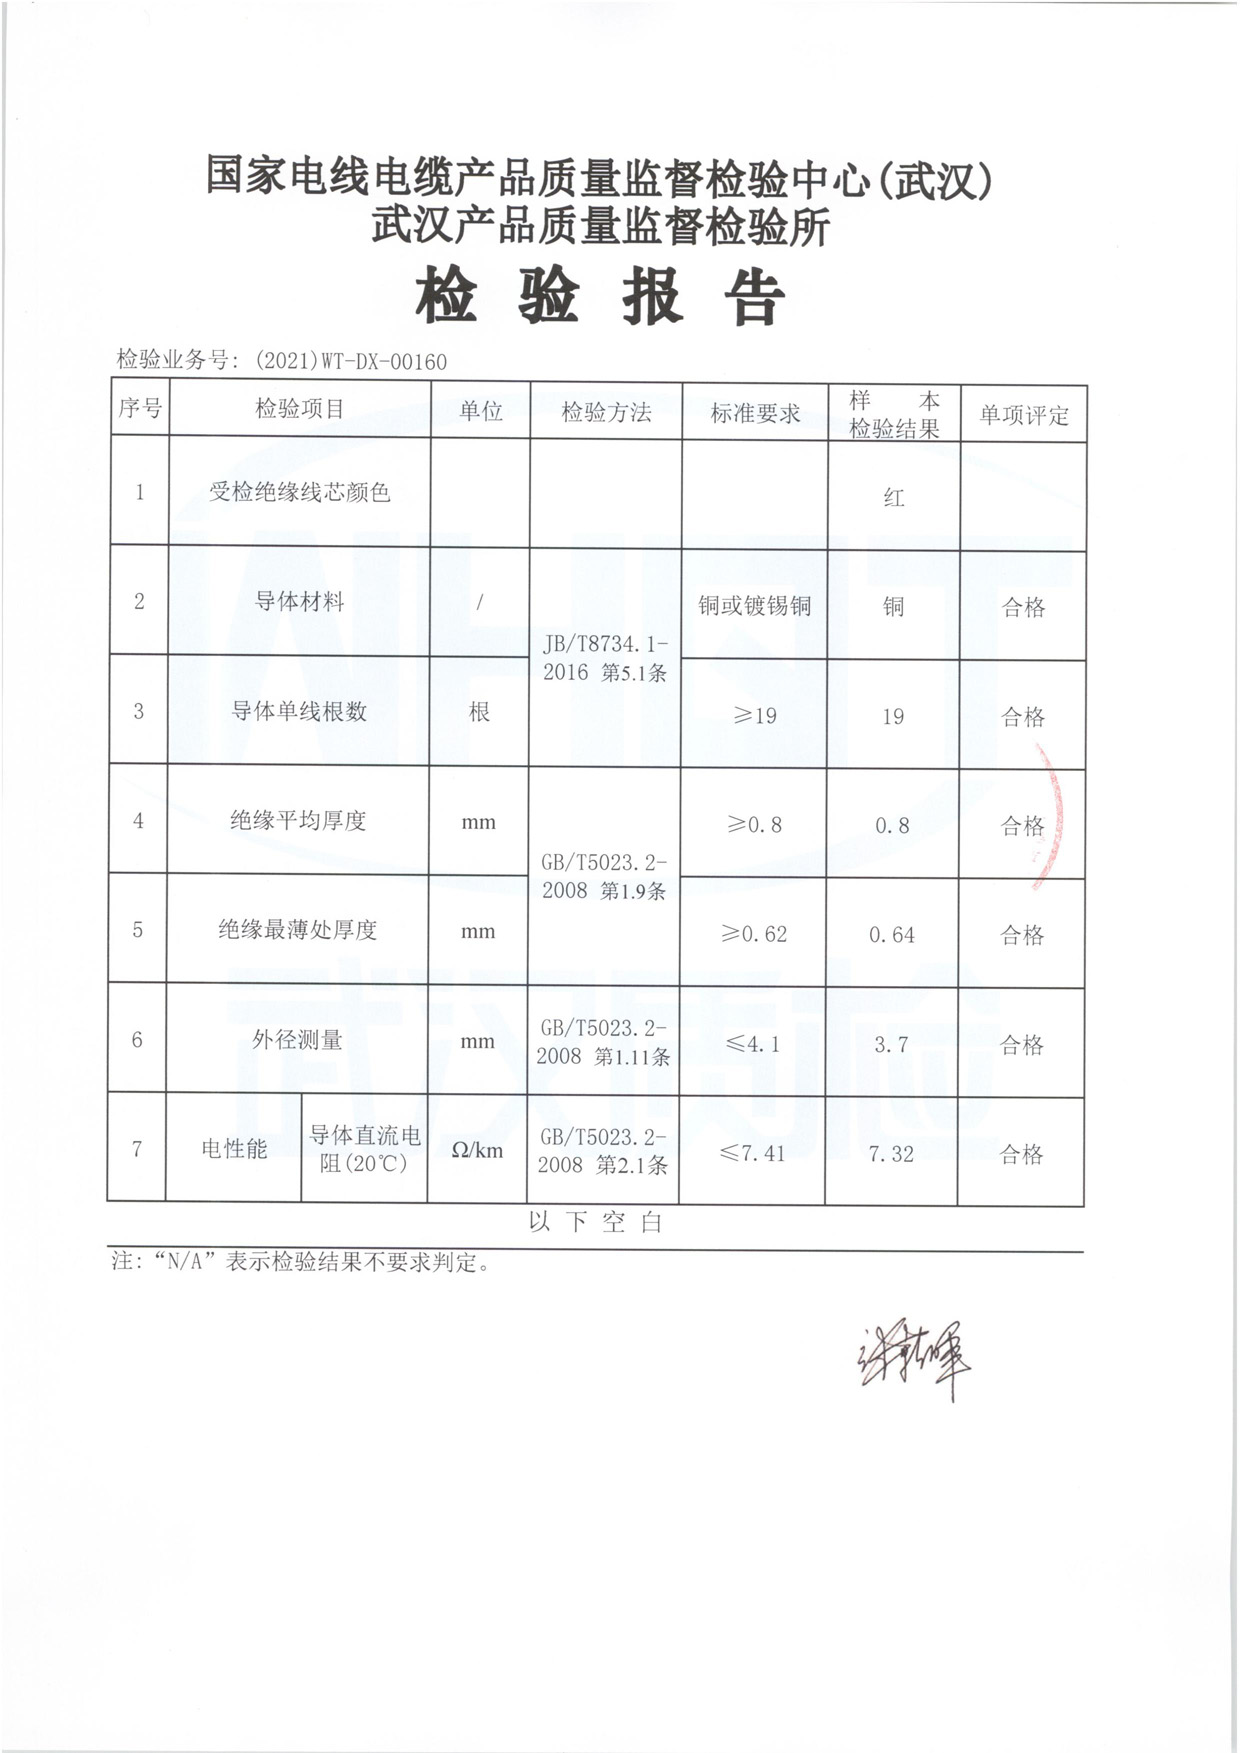 国家电线电缆产品质量监督检验中心(武汉)
武汉产品质量监督检验所
检验报告
检验业务号：(2021)WT-DX-00160
序号 检验项目 单位 检验方法 标准要求 样本检验结果 单项评定
1 受检绝缘线芯颜色 红
2 导体材料 / JB/T8734.1-2016 第5.1条 铜或镀锡铜 铜 合格
3 导体单线根数 根 ≥19 19 合格
4 绝缘平均厚度 mm GB/T5023.2-2008 第1.9条 ≥0.8 0.8 合格
5 绝缘最薄处厚度 mm ≥0.62 0.64 合格
6 外径测量 mm GB/T5023.2-2008 第1.11条 ≤4.1 3.7 合格
7 电性能 导体直流电阻(20℃) Ω/km GB/T5023.2-2008 第2.1条 ≤7.41 7.32 合格
以下空白
注：“N/A”表示检验结果不要求判定。
武汉质检